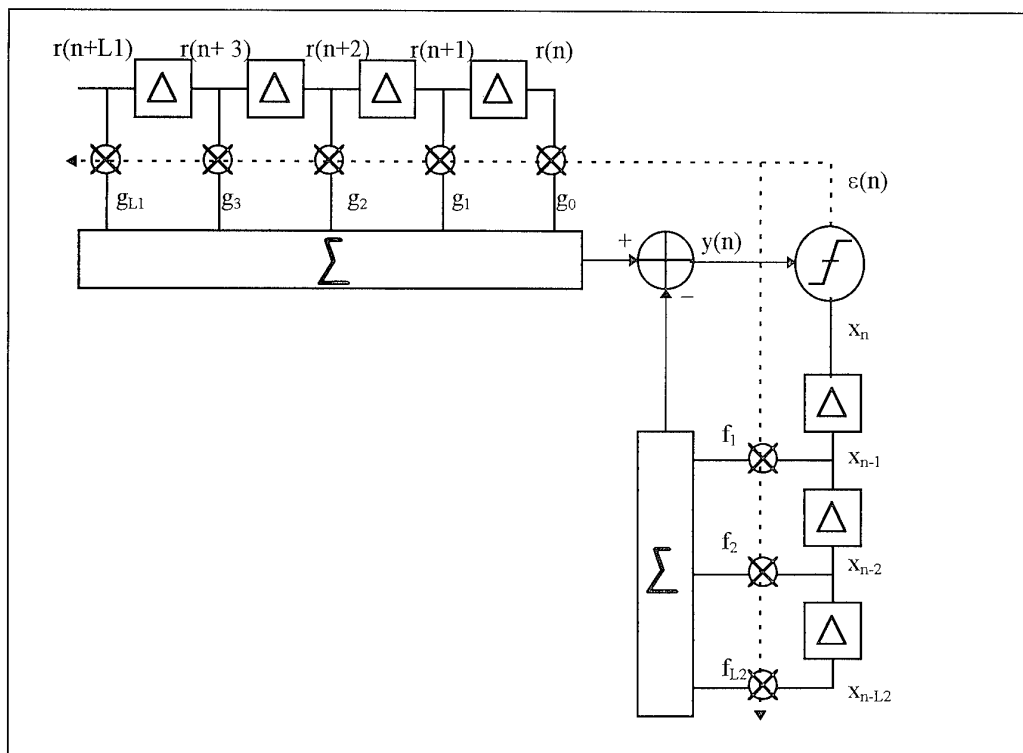 r(n+L1) r(n+ 3) r(n+2) r(n+1) r(n)
Δ Δ Δ Δ
ε(n)
g_L1 g_3 g_2 g_1 g_0
Σ
+ y(n)
−
x_n
Δ
f_1
x_n-1
Δ
Σ
f_2
x_n-2
Δ
f_L2
x_n-L2